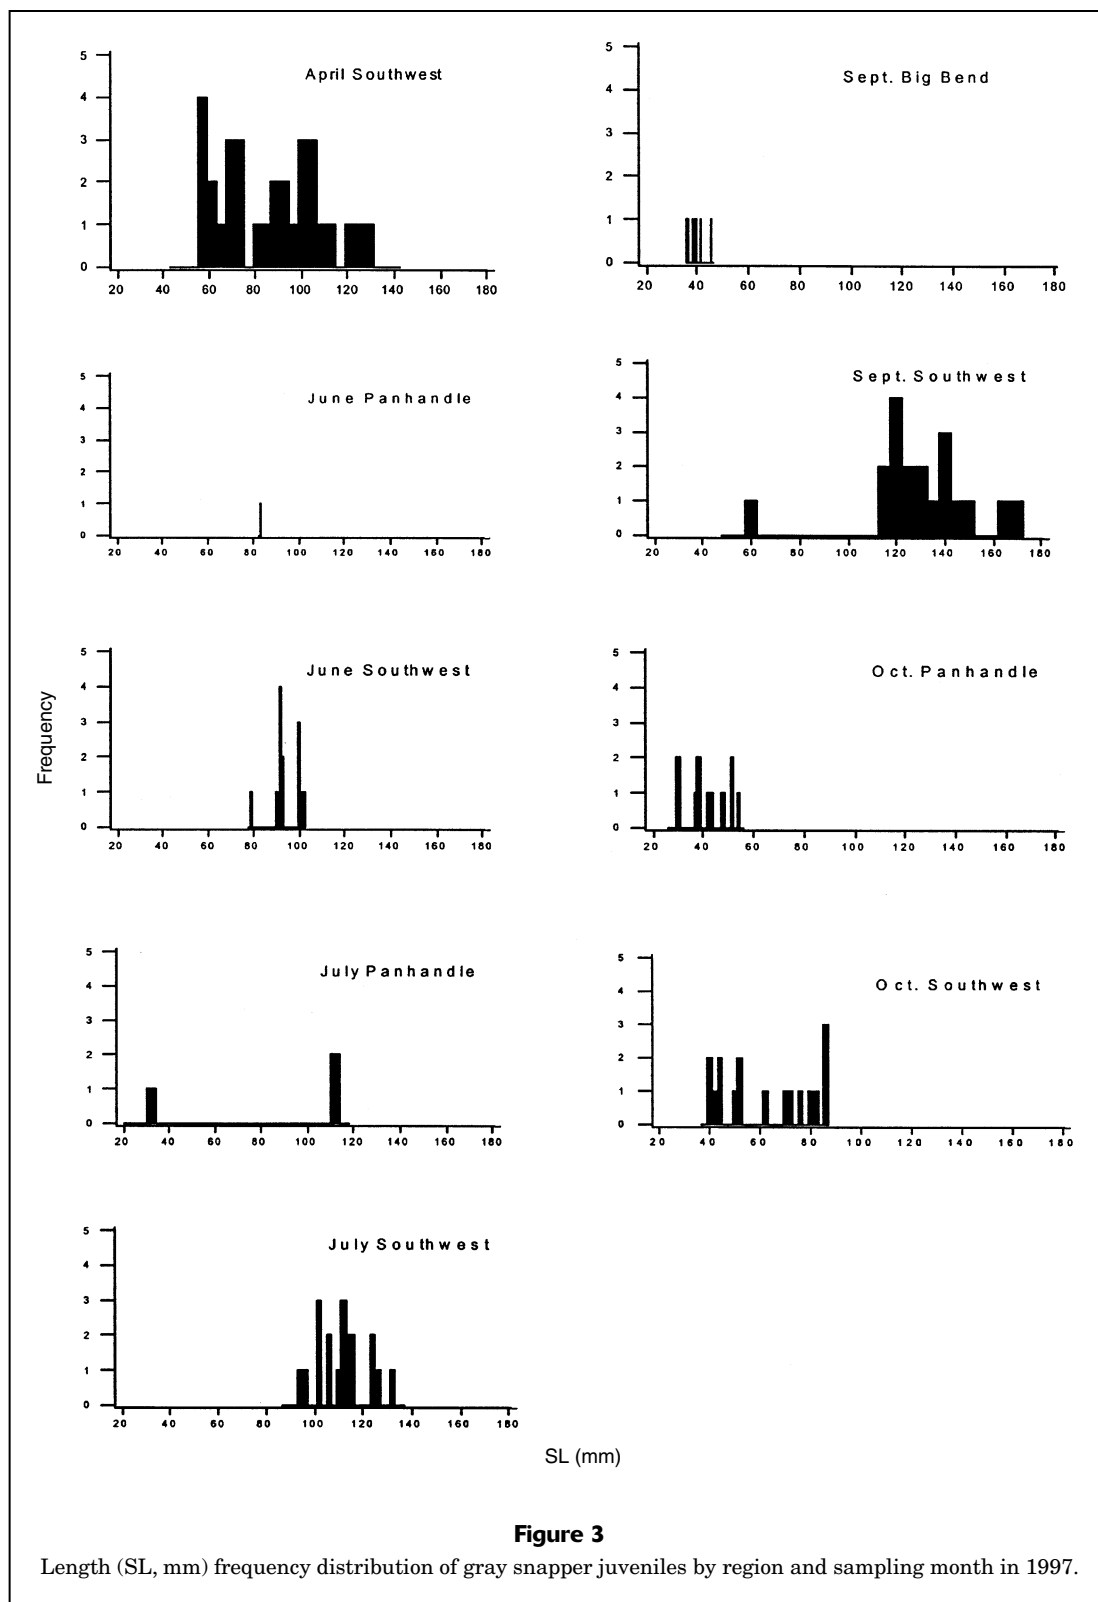 April Southwest
5
4
3
2
1
0
20 40 60 80 100 120 140 160 180
Sept. Big Bend
5
4
3
2
1
0
20 40 60 80 100 120 140 160 180
June Panhandle
5
4
3
2
1
0
20 40 60 80 100 120 140 160 180
Sept. Southwest
5
4
3
2
1
0
20 40 60 80 100 120 140 160 180
June Southwest
5
4
3
2
1
0
20 40 60 80 100 120 140 160 180
Oct. Panhandle
5
4
3
2
1
0
20 40 60 80 100 120 140 160 180
Frequency
July Panhandle
5
4
3
2
1
0
20 40 60 80 100 120 140 160 180
Oct. Southwest
5
4
3
2
1
0
20 40 60 80 100 120 140 160 180
July Southwest
5
4
3
2
1
0
20 40 60 80 100 120 140 160 180
SL (mm)
Figure 3
Length (SL, mm) frequency distribution of gray snapper juveniles by region and sampling month in 1997.